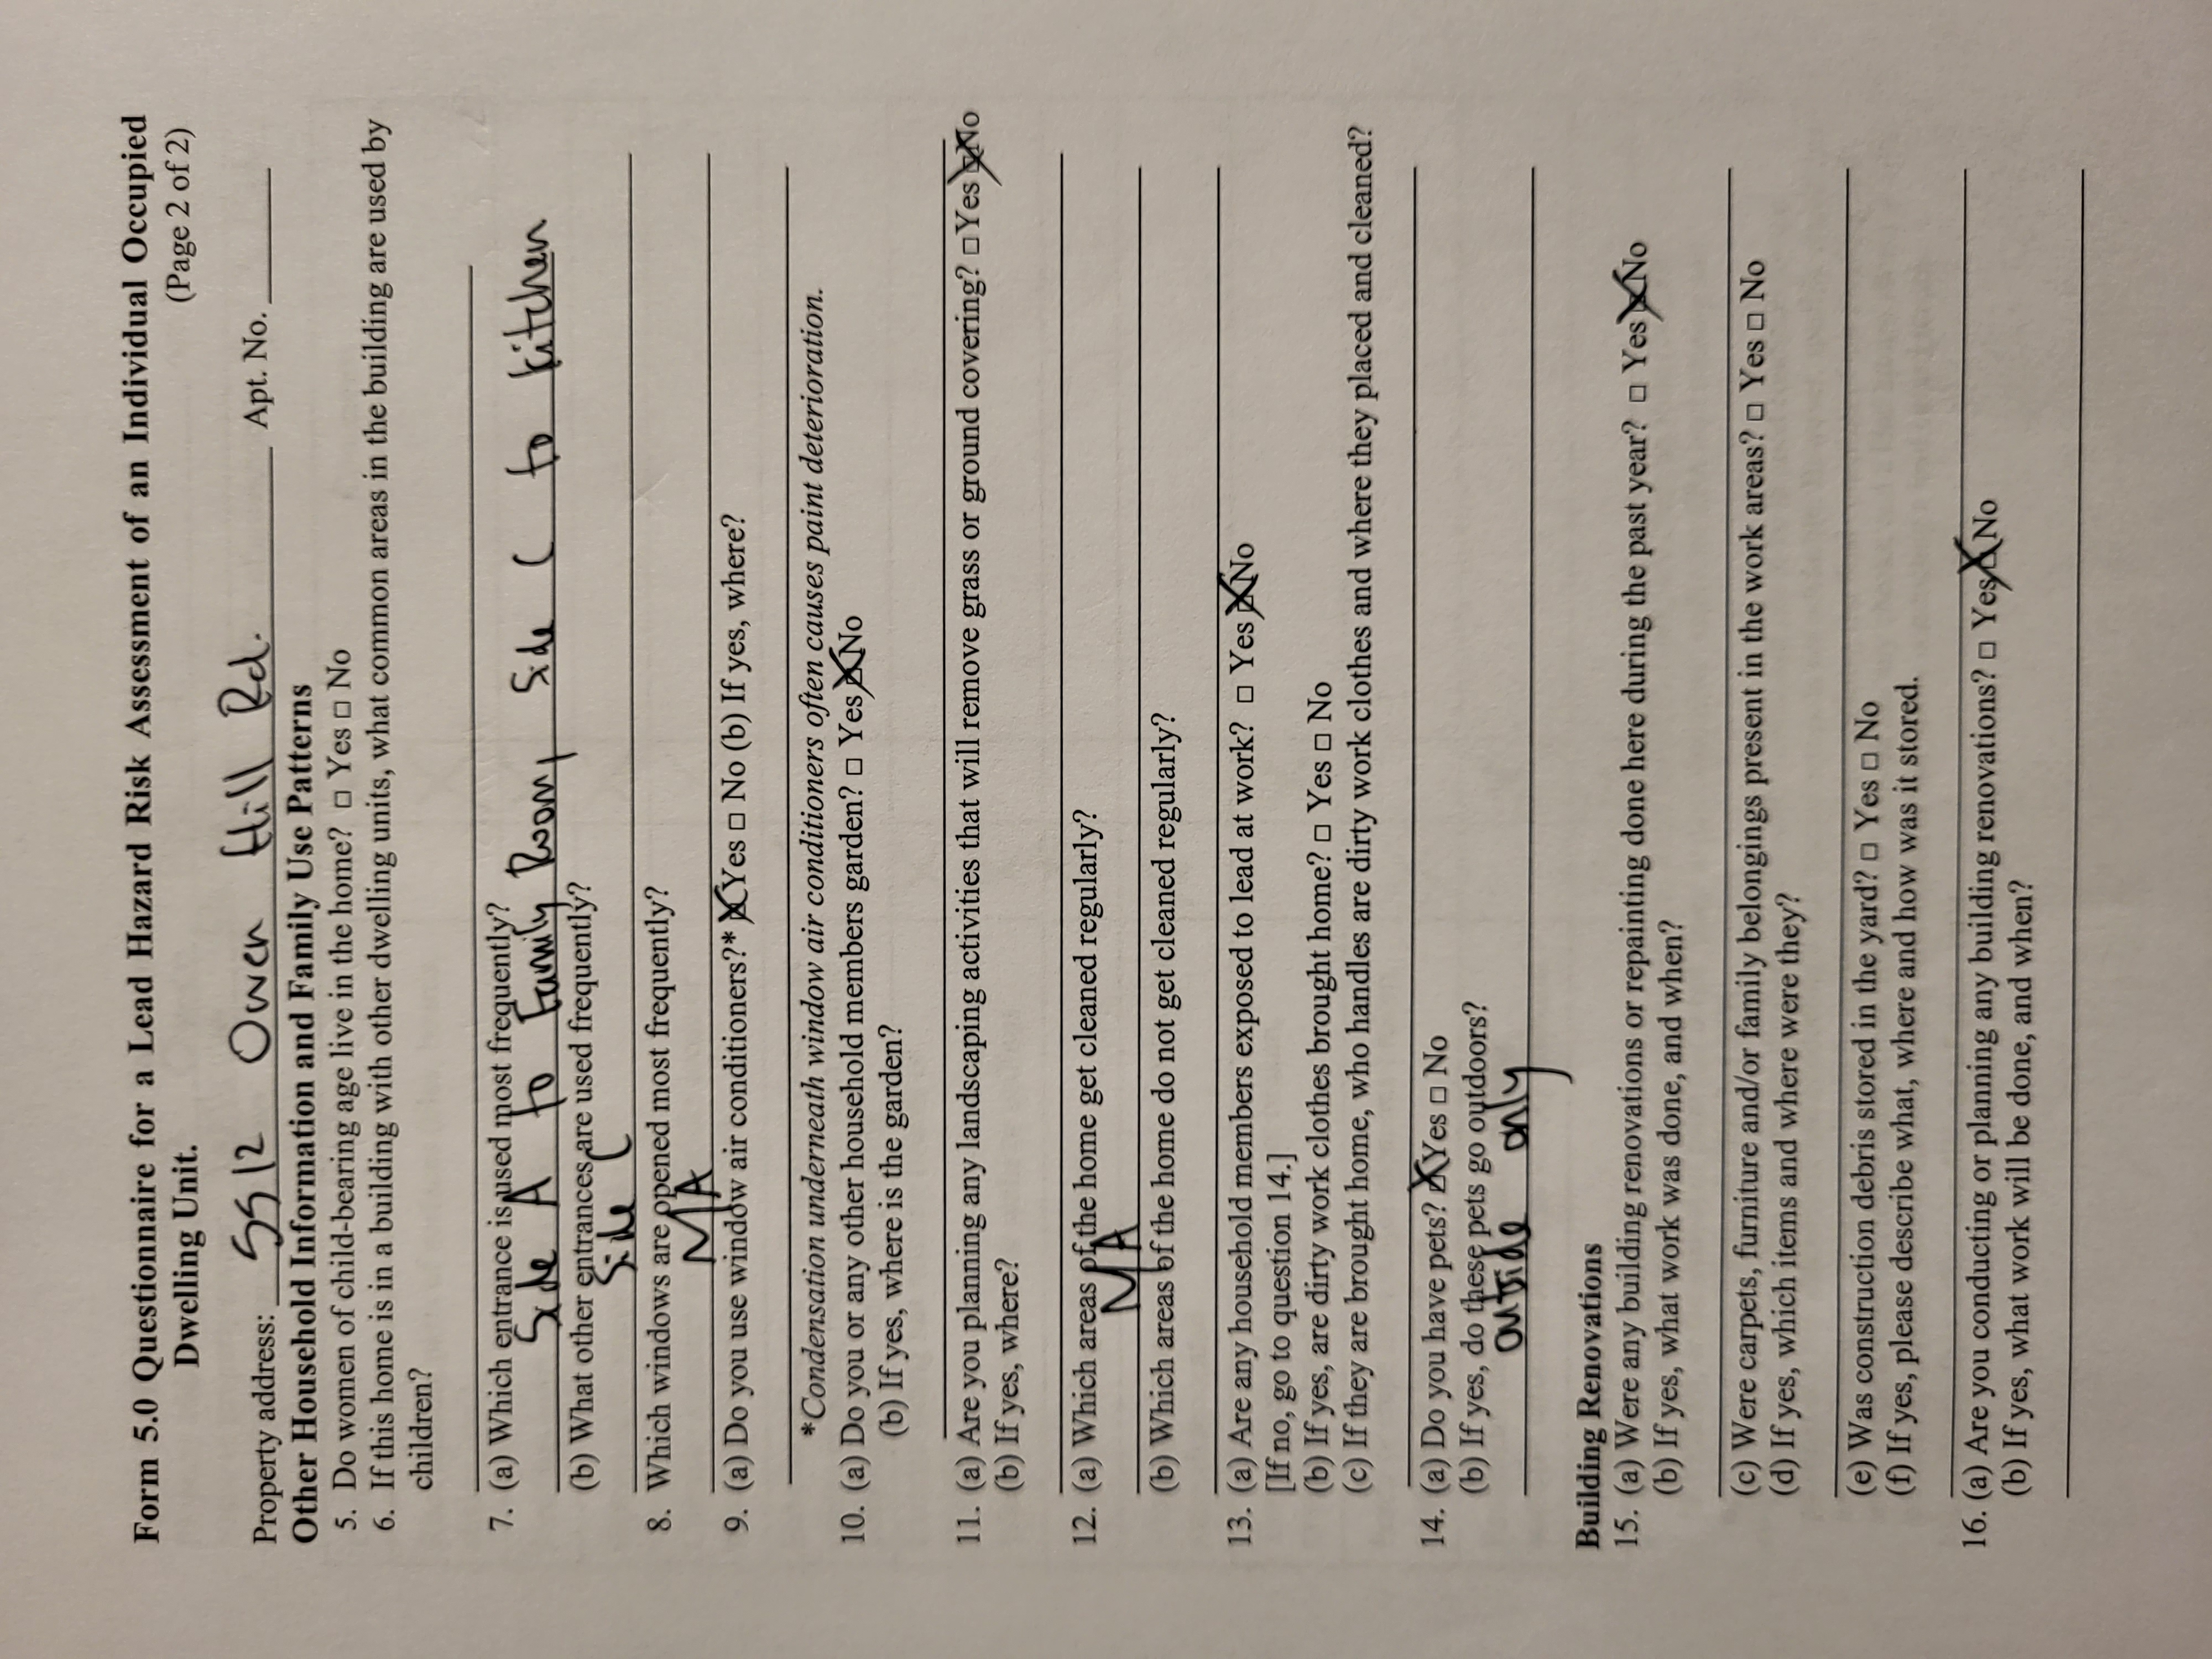 Form 5.0 Questionnaire for a Lead Hazard Risk Assessment of an Individual Occupied
Dwelling Unit. (Page 2 of 2)
Property address: 5512 Owen Hill Rd. Apt. No.
Other Household Information and Family Use Patterns
5. Do women of child-bearing age live in the home? □ Yes □ No
6. If this home is in a building with other dwelling units, what common areas in the building are used by
children?
7. (a) Which entrance is used most frequently?
Side A to Family Room, Side C to kitchen
(b) What other entrances are used frequently?
Side C
8. Which windows are opened most frequently?
N/A
9. (a) Do you use window air conditioners?* ☒ Yes □ No (b) If yes, where?
*Condensation underneath window air conditioners often causes paint deterioration.
10. (a) Do you or any other household members garden? □ Yes ☒ No
(b) If yes, where is the garden?
11. (a) Are you planning any landscaping activities that will remove grass or ground covering? □ Yes ☒ No
(b) If yes, where?
12. (a) Which areas of the home get cleaned regularly?
N/A
(b) Which areas of the home do not get cleaned regularly?
13. (a) Are any household members exposed to lead at work? □ Yes ☒ No
[If no, go to question 14.]
(b) If yes, are dirty work clothes brought home? □ Yes □ No
(c) If they are brought home, who handles are dirty work clothes and where they placed and cleaned?
14. (a) Do you have pets? ☒ Yes □ No
(b) If yes, do these pets go outdoors?
outside only
Building Renovations
15. (a) Were any building renovations or repainting done here during the past year? □ Yes ☒ No
(b) If yes, what work was done, and when?
(c) Were carpets, furniture and/or family belongings present in the work areas? □ Yes □ No
(d) If yes, which items and where were they?
(e) Was construction debris stored in the yard? □ Yes □ No
(f) If yes, please describe what, where and how was it stored.
16. (a) Are you conducting or planning any building renovations? □ Yes ☒ No
(b) If yes, what work will be done, and when?